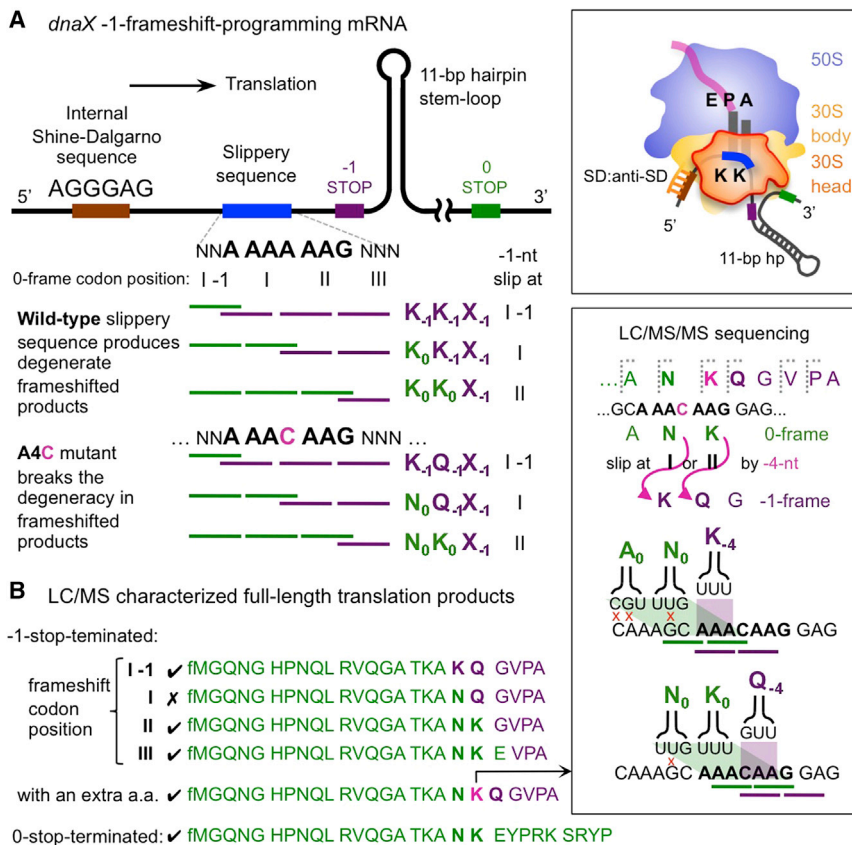 A
dnaX -1-frameshift-programming mRNA
Translation
11-bp hairpin
stem-loop
Internal
Shine-Dalgarno
sequence
Slippery
sequence
-1
STOP
0
STOP
AGGGAG
5’
3’
NNA AAA AAG NNN
-1-nt
slip at
0-frame codon position: I -1 I II III
Wild-type slippery
sequence produces
degenerate
frameshifted
products
K-1K-1X-1 I -1
K0K-1X-1 I
K0K0X-1 II
... NNA AAC AAG NNN ...
A4C mutant
breaks the
degeneracy in
frameshifted
products
K-1Q-1X-1 I -1
N0Q-1X-1 I
N0K0X-1 II
50S
E P A
30S
body
30S
head
SD:anti-SD
K K
5’
3’
11-bp hp
LC/MS/MS sequencing
...A N K Q G V P A
...GCA AAC AAG GAG...
A N K 0-frame
slip at I or II by -4-nt
K Q G -1-frame
A0 N0 K-4
UUU
CGU UUG
x x x
CAAAGC AAACAAG GAG
N0 K0 Q-4
GUU
UUG UUU
x
CAAAGC AAACAAG GAG
B
LC/MS characterized full-length translation products
-1-stop-teminated:
frameshift
codon
position
I -1 ✔ fMGQNG HPNQL RVQGA TKA K Q GVPA
I ✗ fMGQNG HPNQL RVQGA TKA N Q GVPA
II ✔ fMGQNG HPNQL RVQGA TKA N K GVPA
III ✔ fMGQNG HPNQL RVQGA TKA N K E VPA
with an extra a.a. ✔ fMGQNG HPNQL RVQGA TKA N K Q GVPA
0-stop-terminated: ✔ fMGQNG HPNQL RVQGA TKA N K EYPRK SRYP